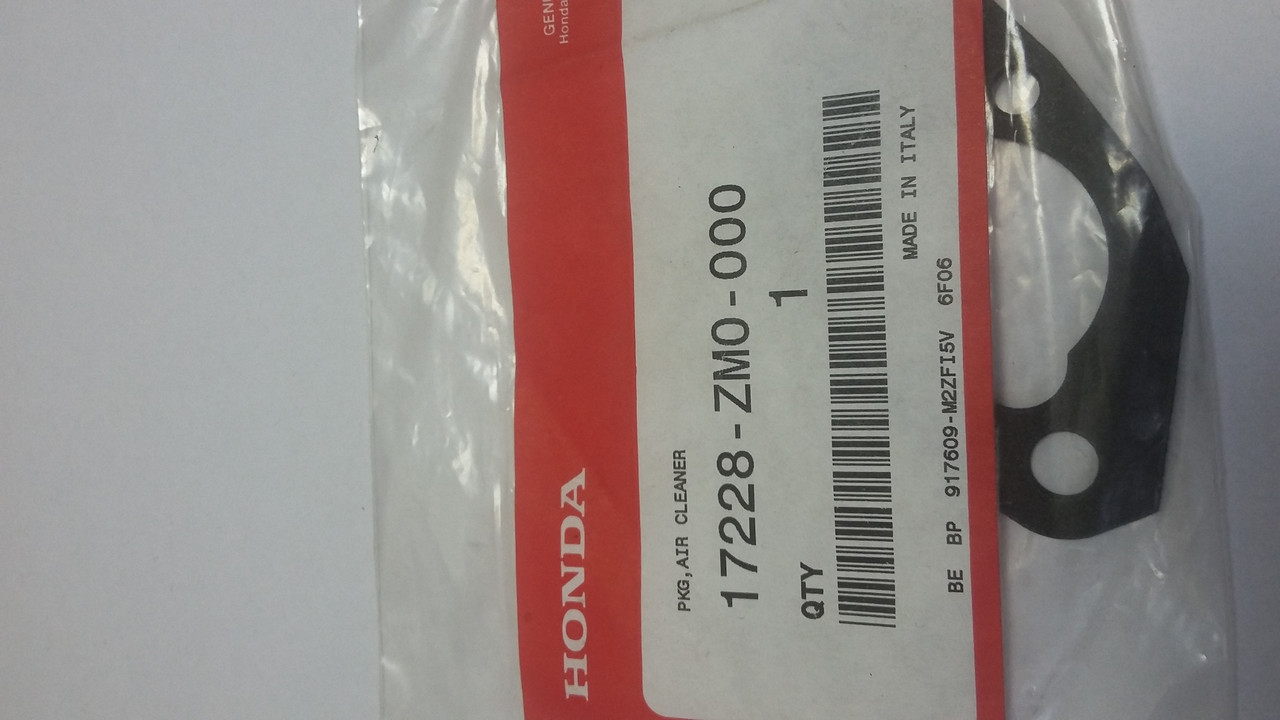 HONDA
PKG,AIR CLEANER
17228-ZM0-000
QTY 1
MADE IN ITALY
BE BP 917609-M2ZFI5V 6F06